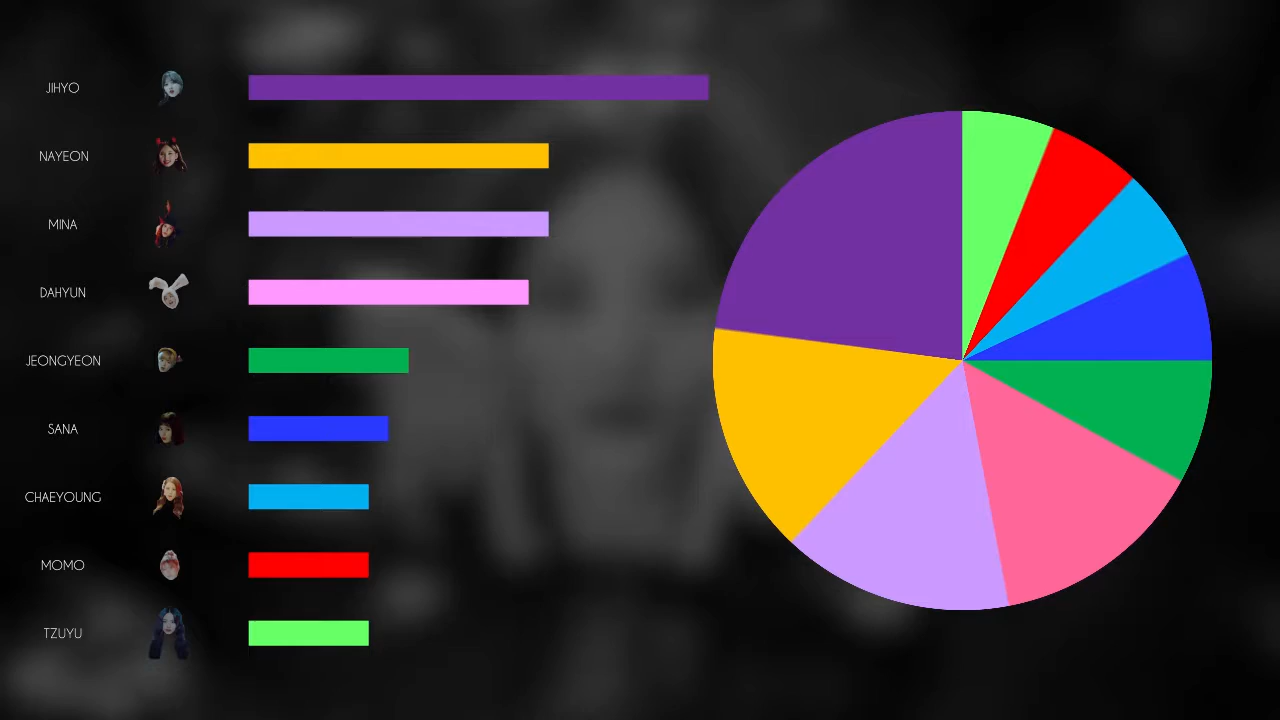 JIHYO
NAYEON
MINA
DAHYUN
JEONGYEON
SANA
CHAEYOUNG
MOMO
TZUYU